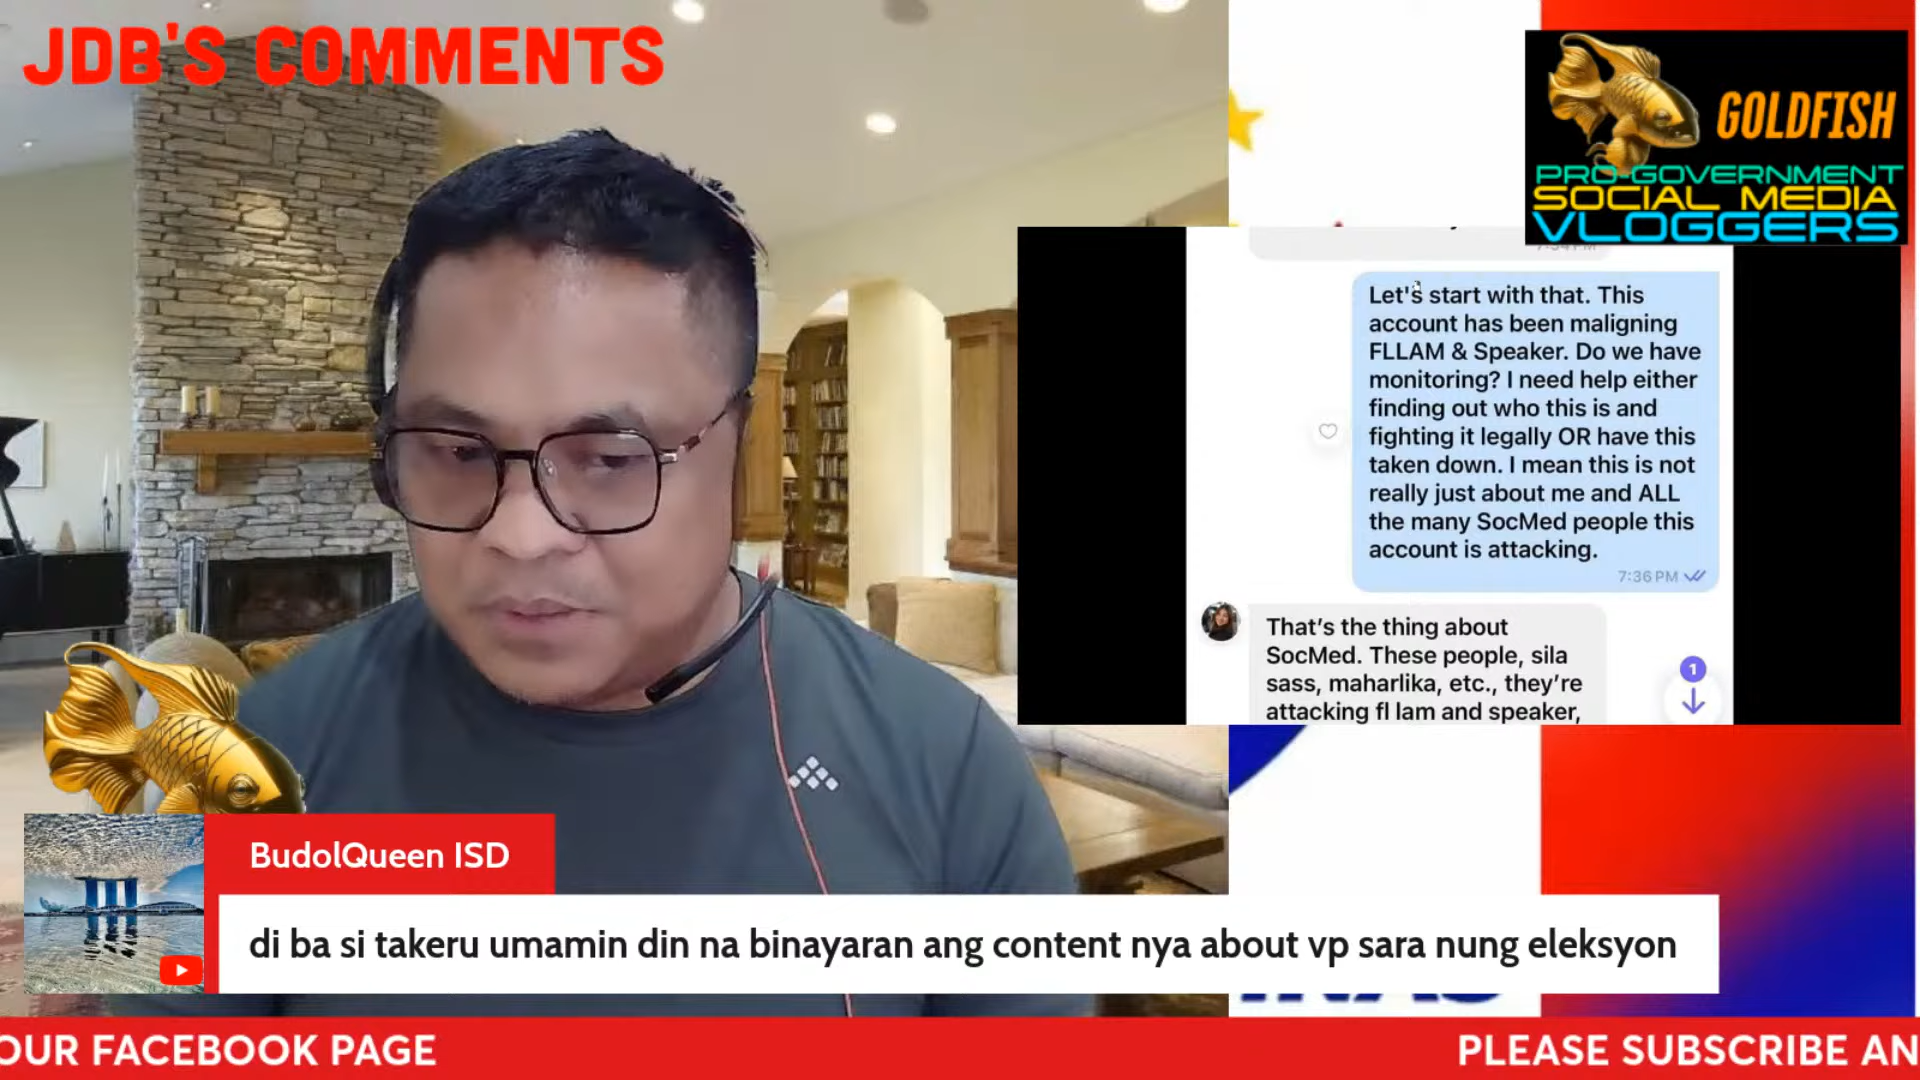 JDB'S COMMENTS
GOLDFISH
PRO-GOVERNMENT
SOCIAL MEDIA
VLOGGERS
7:34 PM
Let's start with that. This
account has been maligning
FLLAM & Speaker. Do we have
monitoring? I need help either
finding out who this is and
fighting it legally OR have this
taken down. I mean this is not
really just about me and ALL
the many SocMed people this
account is attacking.
7:36 PM
That's the thing about
SocMed. These people, sila
sass, maharlika, etc., they're
attacking fl lam and speaker,
1
BudolQueen ISD
di ba si takeru umamin din na binayaran ang content nya about vp sara nung eleksyon
OUR FACEBOOK PAGE
PLEASE SUBSCRIBE AN